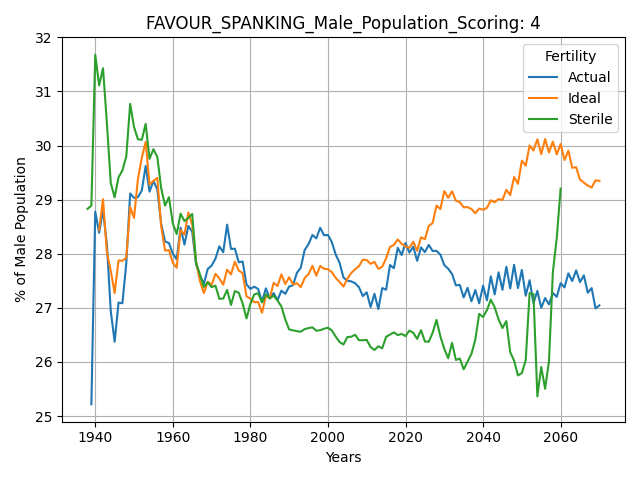 FAVOUR_SPANKING_Male_Population_Scoring: 4
Fertility
Actual
Ideal
Sterile
% of Male Population
32
31
30
29
28
27
26
25
1940 1960 1980 2000 2020 2040 2060
Years